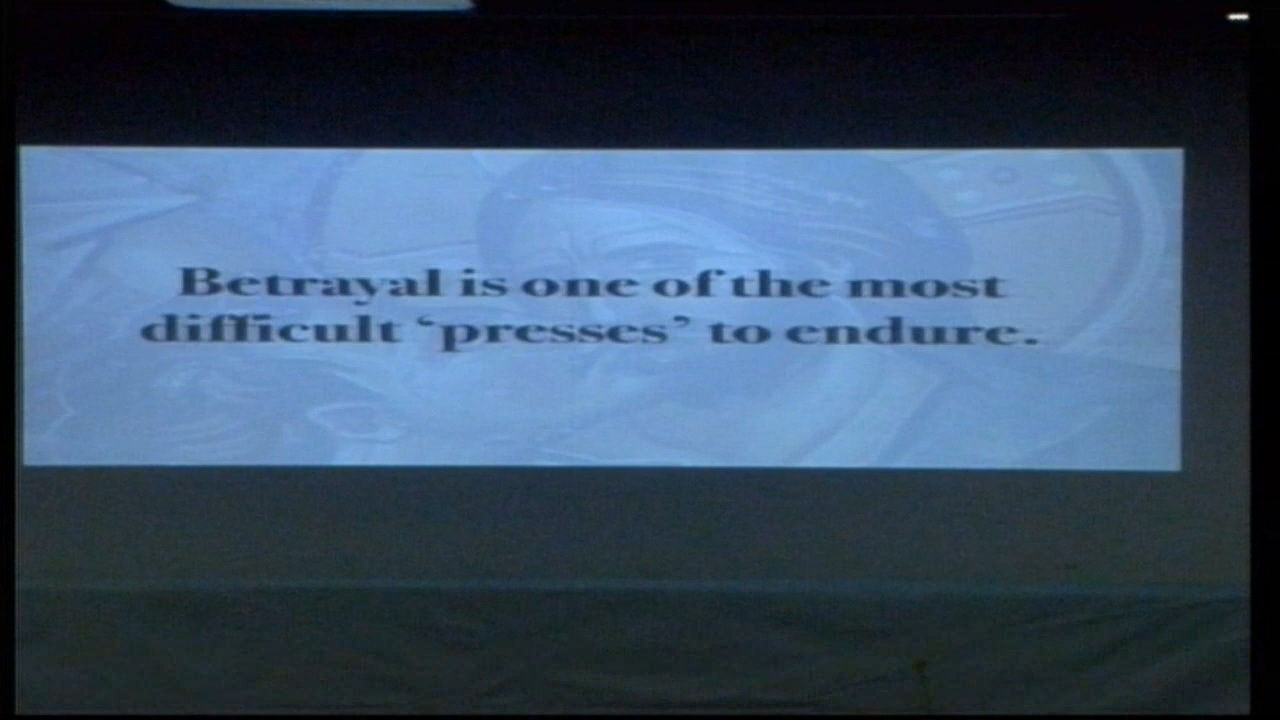 Betrayal is one of the most
difficult ‘presses’ to endure.